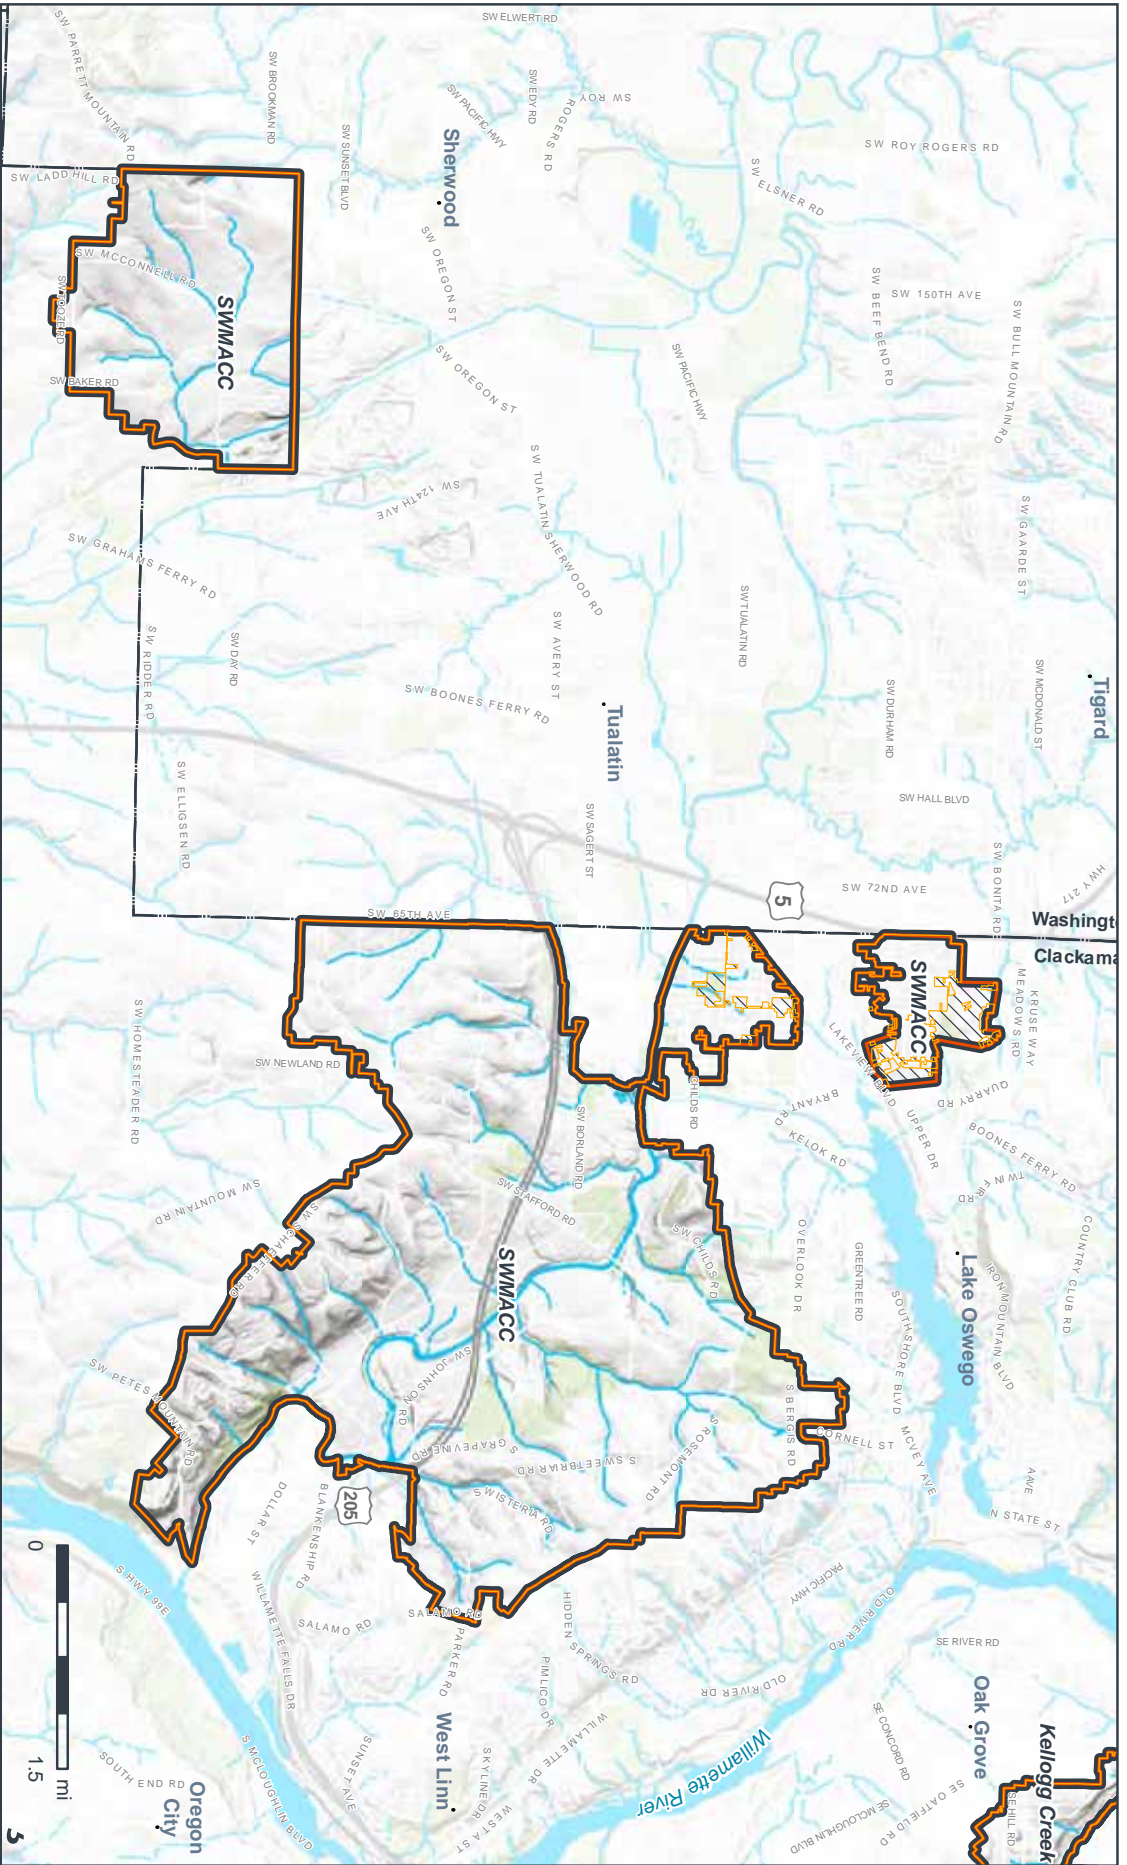 SW ELWERT RD
SW PARRETT MOUNTAIN RD
SW BROOKMAN RD
SW SUNSET BLVD
SW PACIFIC HWY
SW EDY RD
SW ROY
ROGERS RD
SW ROY ROGERS RD
SW ELSNER RD
Sherwood
SW LADD HILL RD
SW MCCONNELL RD
SW TOOZE RD
SW BAKER RD
SWMACC
SW OREGON ST
SW OREGON ST
SW PACIFIC HWY
SW BEEF BEND RD
SW 150TH AVE
SW BULL MOUNTAIN RD
SW GAARDE ST
SW 124TH AVE
SW TUALATIN SHERWOOD RD
SW GRAHAMS FERRY RD
SW RIDDER RD
SW DAY RD
SW AVERY ST
SW BOONES FERRY RD
SW TUALATIN RD
SW DURHAM RD
SW MCDONALD ST
Tigard
Tualatin
SW ELLIGSEN RD
SW SAGERT ST
SW HALL BLVD
SW BONITA RD
SW 72ND AVE
HWY 217
5
Washingt
Clackama
SW 65TH AVE
SWMACC
KRUSE WAY
MEADOWS RD
LAKEVIEW BLVD
QUARRY RD
UPPER DR
BOONES FERRY RD
TWIN FIR
RD
BRYANT
RD
KELOK RD
CHILDS RD
SW NEWLAND RD
SW HOMESTEADER RD
SW BORLAND RD
SW STAFFORD RD
SW MOUNTAIN RD
SW SCHAEFFER RD
SWMACC
SW CHILDS RD
OVERLOOK DR
GREENTREE RD
SOUTH SHORE BLVD
Lake Oswego
IRON MOUNTAIN BLVD
COUNTRY CLUB RD
SW PETES MOUNTAIN RD
SW JOHNSON
RD
S GRAPEVINE RD
S SWEETBRIAR RD
S ROSEMONT RD
S BERGIS RD
CORNELL ST
MCVEY AVE
A AVE
N STATE ST
S WISTERIA RD
205
DOLLAR ST
BLANKENSHIP RD
S HWY 99E
WILLAMETTE FALLS DR
SALAMO RD
SALAMO RD
PARKER RD
HIDDEN SPRINGS RD
PIMLICO DR
PACIFIC HWY
OLD RIVER RD
OLD RIVER DR
SE RIVER RD
Oak Grove
SE CONCORD RD
SE OATFIELD RD
SE MCLOUGHLIN BLVD
SE HILL RD
Kellogg Creek
Willamette River
WILLAMETTE DR
SKYLINE DR
WEST A ST
West Linn
SUNSET AVE
S MCLOUGHLIN BLVD
SOUTH END RD
Oregon
City
0
1.5
mi